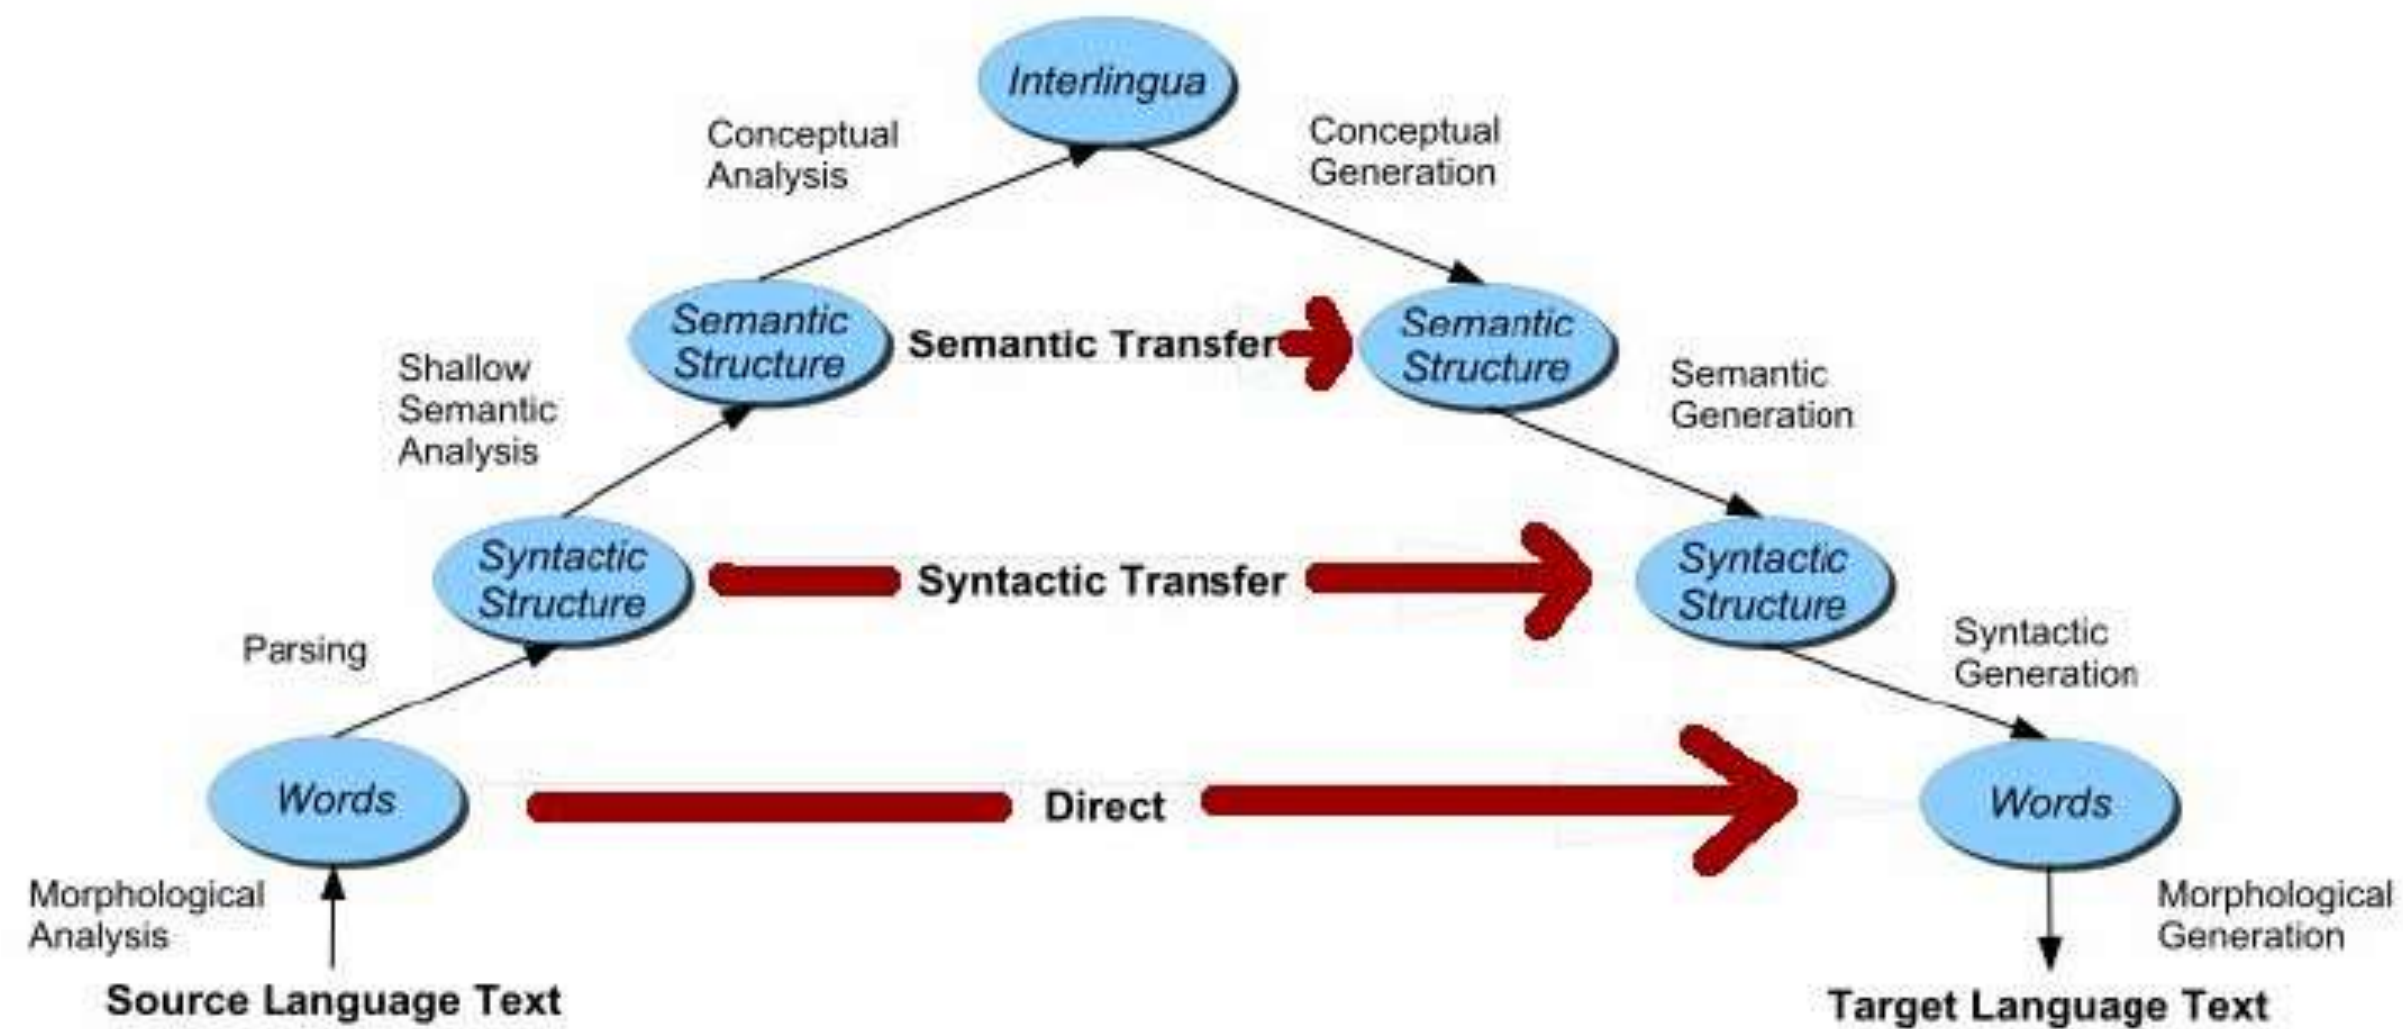 Interlingua
Conceptual
Analysis
Conceptual
Generation
Semantic
Structure
Semantic Transfer
Semantic
Structure
Shallow
Semantic
Analysis
Semantic
Generation
Syntactic
Structure
Syntactic Transfer
Syntactic
Structure
Parsing
Syntactic
Generation
Words
Direct
Words
Morphological
Analysis
Morphological
Generation
Source Language Text
Target Language Text